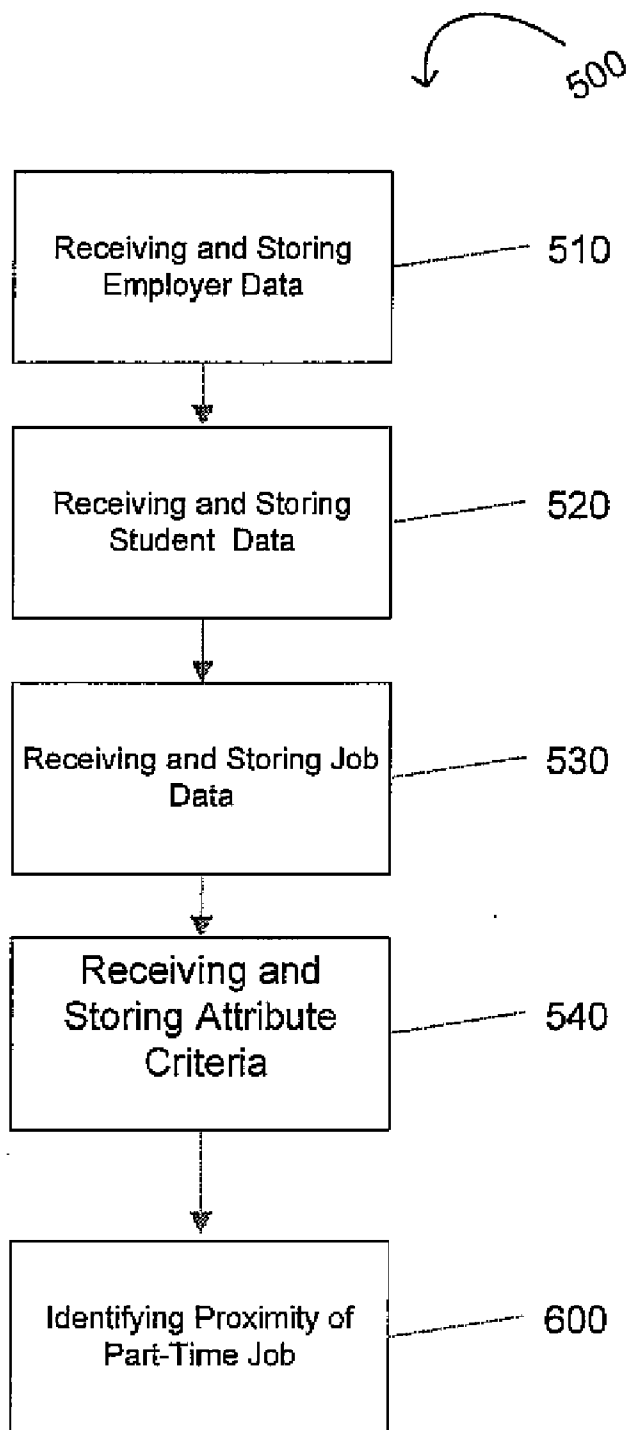 500
Receiving and Storing
Employer Data
510
Receiving and Storing
Student Data
520
Receiving and Storing Job
Data
530
Receiving and
Storing Attribute
Criteria
540
Identifying Proximity of
Part-Time Job
600